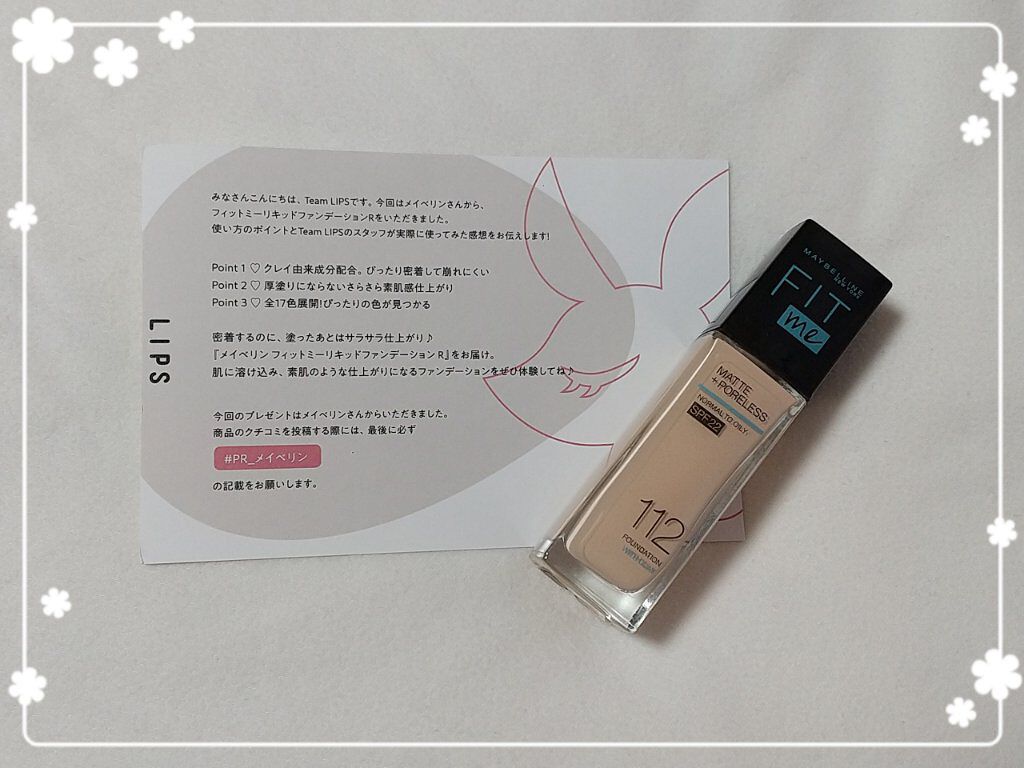 みなさんこんにちは、Team LIPSです。今回はメイベリンさんから、
フィットミーリキッドファンデーションRをいただきました。
使い方のポイントとTeam LIPSのスタッフが実際に使ってみた感想をお伝えします!
Point 1 ♡ クレイ由来成分配合。ぴったり密着して崩れにくい
Point 2 ♡ 厚塗りにならないさらさら素肌感仕上がり
Point 3 ♡ 全17色展開!ぴったりの色が見つかる
密着するのに、塗ったあとはサラサラ仕上がり♪
『メイベリン フィットミーリキッドファンデーション R』をお届け。
肌に溶け込み、素肌のような仕上がりになるファンデーションをぜひ体験してね♪
今回のプレゼントはメイベリンさんからいただきました。
商品のクチコミを投稿する際には、最後に必ず
#PR_メイベリン
の記載をお願いします。
LIPS
MAYBELLINE
NEW YORK
FIT
me
MATTE
+ PORELESS
NORMAL TO OILY
SPF 22
112
FOUNDATION
WITH CLAY